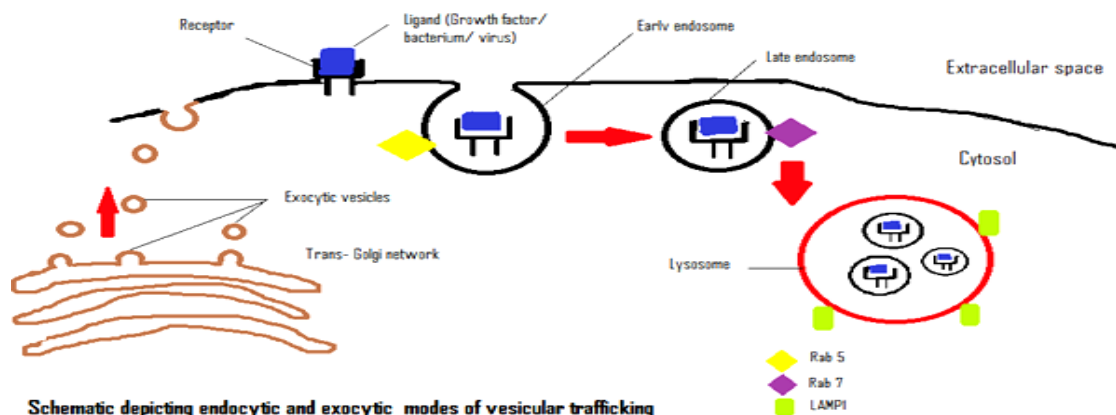 Ligand (Growth factor/
bacterium/ virus)
Receptor
Early endosome
Late endosome
Extracellular space
Cytosol
Exocytic vesicles
Trans- Golgi network
Lysosome
Rab 5
Rab 7
LAMP1
Schematic depicting endocytic and exocytic modes of vesicular trafficking